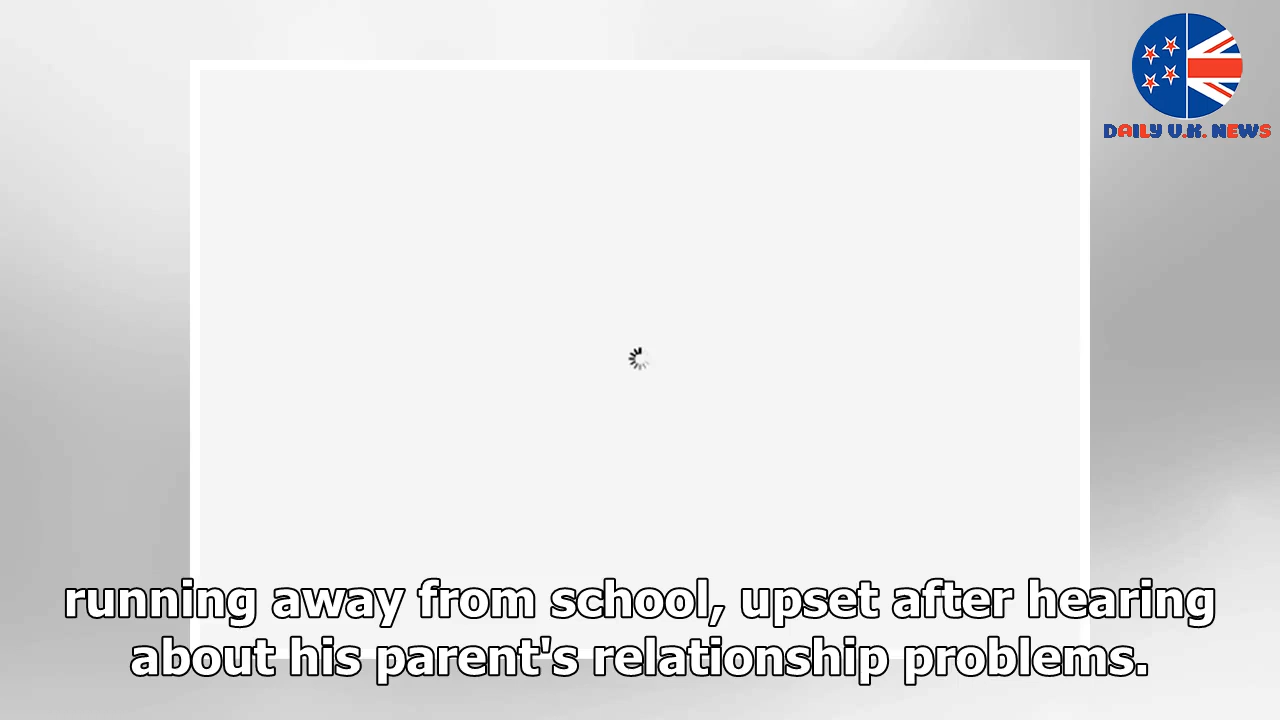 DAILY U.K. NEWS
running away from school, upset after hearing
about his parent's relationship problems.